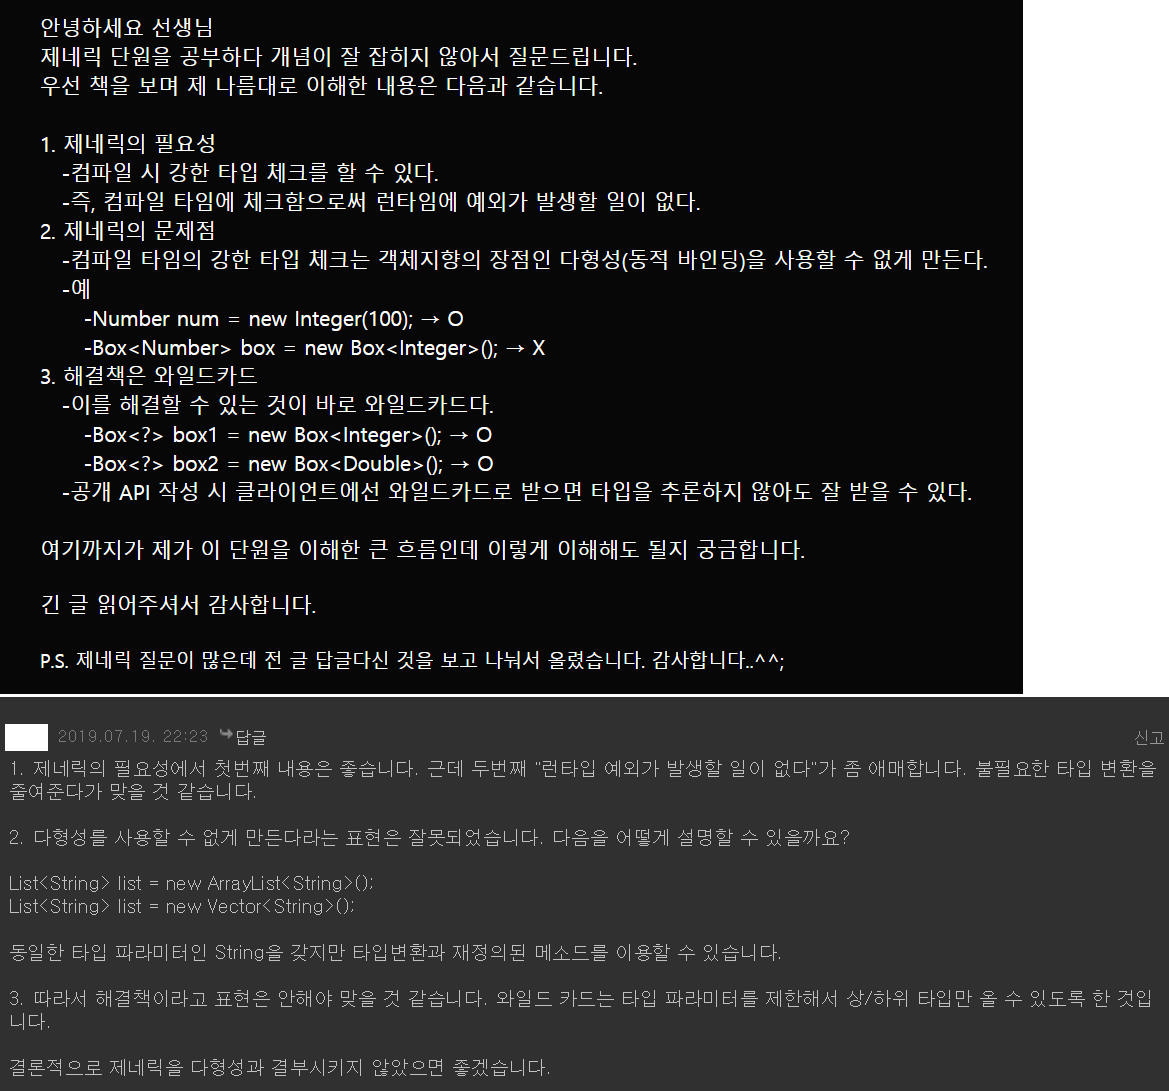 안녕하세요 선생님
제네릭 단원을 공부하다 개념이 잘 잡히지 않아서 질문드립니다.
우선 책을 보며 제 나름대로 이해한 내용은 다음과 같습니다.
1. 제네릭의 필요성
-컴파일 시 강한 타입 체크를 할 수 있다.
-즉, 컴파일 타임에 체크함으로써 런타임에 예외가 발생할 일이 없다.
2. 제네릭의 문제점
-컴파일 타임의 강한 타입 체크는 객체지향의 장점인 다형성(동적 바인딩)을 사용할 수 없게 만든다.
-예
-Number num = new Integer(100); → O
-Box<Number> box = new Box<Integer>(); → X
3. 해결책은 와일드카드
-이를 해결할 수 있는 것이 바로 와일드카드다.
-Box<?> box1 = new Box<Integer>(); → O
-Box<?> box2 = new Box<Double>(); → O
-공개 API 작성 시 클라이언트에선 와일드카드로 받으면 타입을 추론하지 않아도 잘 받을 수 있다.
여기까지가 제가 이 단원을 이해한 큰 흐름인데 이렇게 이해해도 될지 궁금합니다.
긴 글 읽어주셔서 감사합니다.
P.S. 제네릭 질문이 많은데 전 글 답글다신 것을 보고 나눠서 올렸습니다. 감사합니다..^^;
2019.07.19. 22:23 답글 신고
1. 제네릭의 필요성에서 첫번째 내용은 좋습니다. 근데 두번째 "런타입 예외가 발생할 일이 없다"가 좀 애매합니다. 불필요한 타입 변환을
줄여준다가 맞을 것 같습니다.
2. 다형성를 사용할 수 없게 만든다라는 표현은 잘못되었습니다. 다음을 어떻게 설명할 수 있을까요?
List<String> list = new ArrayList<String>();
List<String> list = new Vector<String>();
동일한 타입 파라미터인 String을 갖지만 타입변환과 재정의된 메소드를 이용할 수 있습니다.
3. 따라서 해결책이라고 표현은 안해야 맞을 것 같습니다. 와일드 카드는 타입 파라미터를 제한해서 상/하위 타입만 올 수 있도록 한 것입
니다.
결론적으로 제네릭을 다형성과 결부시키지 않았으면 좋겠습니다.